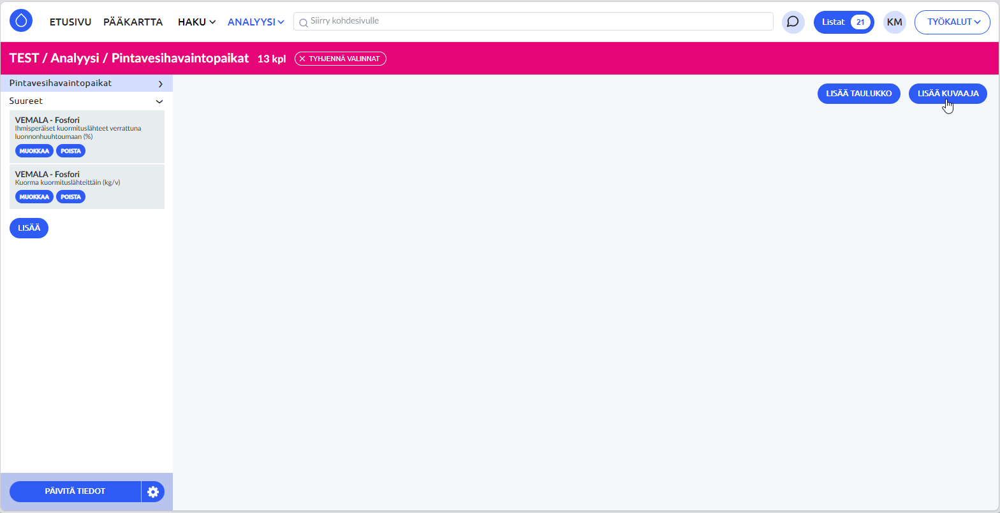 ETUSIVU PÄÄKARTTA HAKU ANALYYSI Siirry kohdesivulle Listat 21 KM TYÖKALUT
TEST / Analyysi / Pintavesihavaintopaikat 13 kpl TYHJENNÄ VALINNAT
Pintavesihavaintopaikat
Suureet
VEMALA - Fosfori
Ihmisperäiset kuormituslähteet verrattuna
luonnonhuuhtoumaan (%)
MUOKKAA POISTA
VEMALA - Fosfori
Kuorma kuormituslähteittäin (kg/v)
MUOKKAA POISTA
LISÄÄ
PÄIVITÄ TIEDOT
LISÄÄ TAULUKKO LISÄÄ KUVAAJA